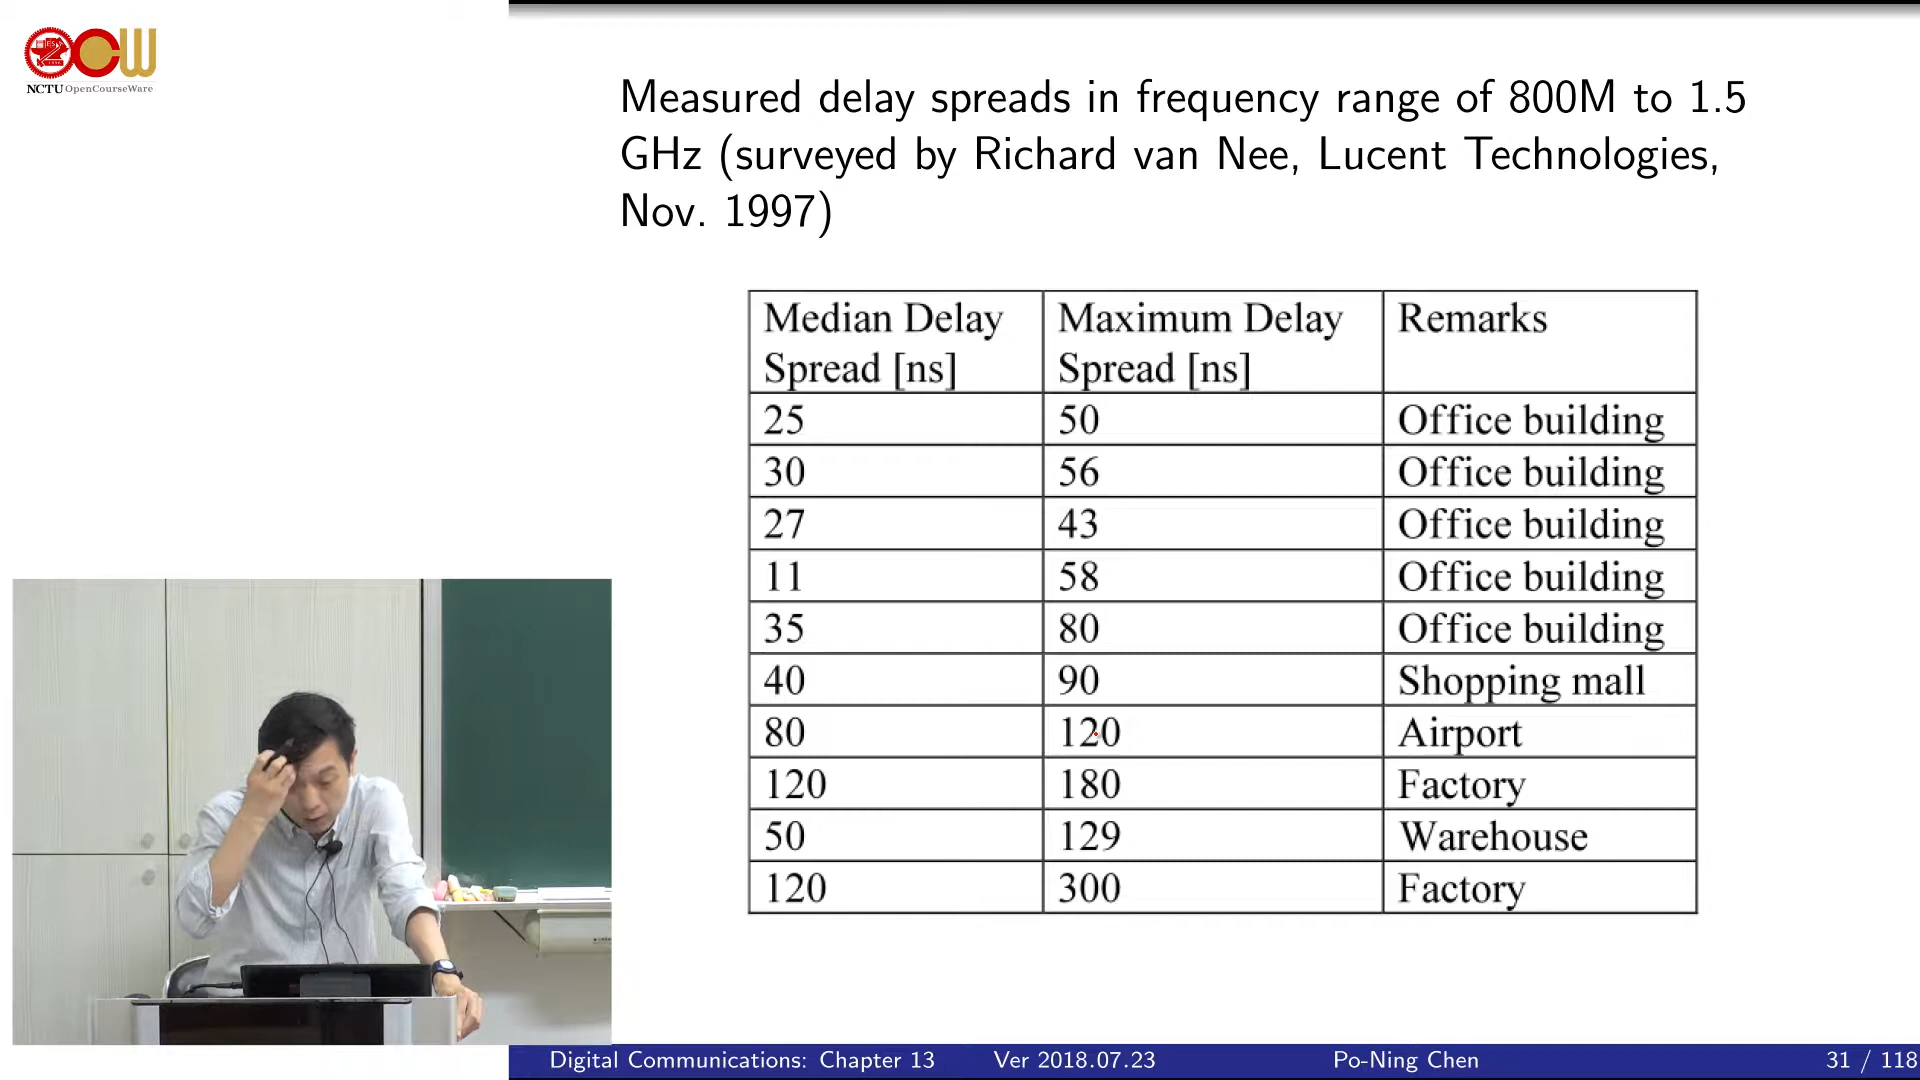 OCW
NCTU OpenCourseWare
Measured delay spreads in frequency range of 800M to 1.5
GHz (surveyed by Richard van Nee, Lucent Technologies,
Nov. 1997)
Median Delay Spread [ns] Maximum Delay Spread [ns] Remarks
25 50 Office building
30 56 Office building
27 43 Office building
11 58 Office building
35 80 Office building
40 90 Shopping mall
80 120 Airport
120 180 Factory
50 129 Warehouse
120 300 Factory
Digital Communications: Chapter 13 Ver 2018.07.23 Po-Ning Chen 31 / 118